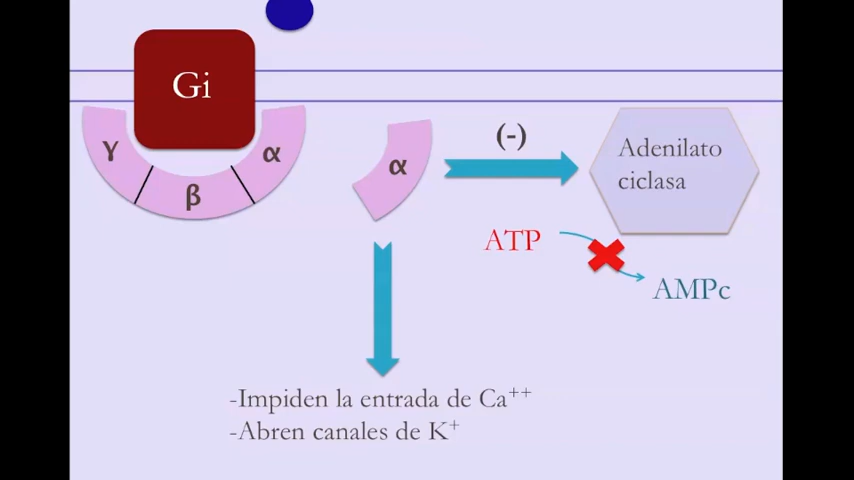 Gi
γ
β
α
α
(-)
Adenilato
ciclasa
ATP
AMPc
-Impiden la entrada de Ca⁺⁺
-Abren canales de K⁺